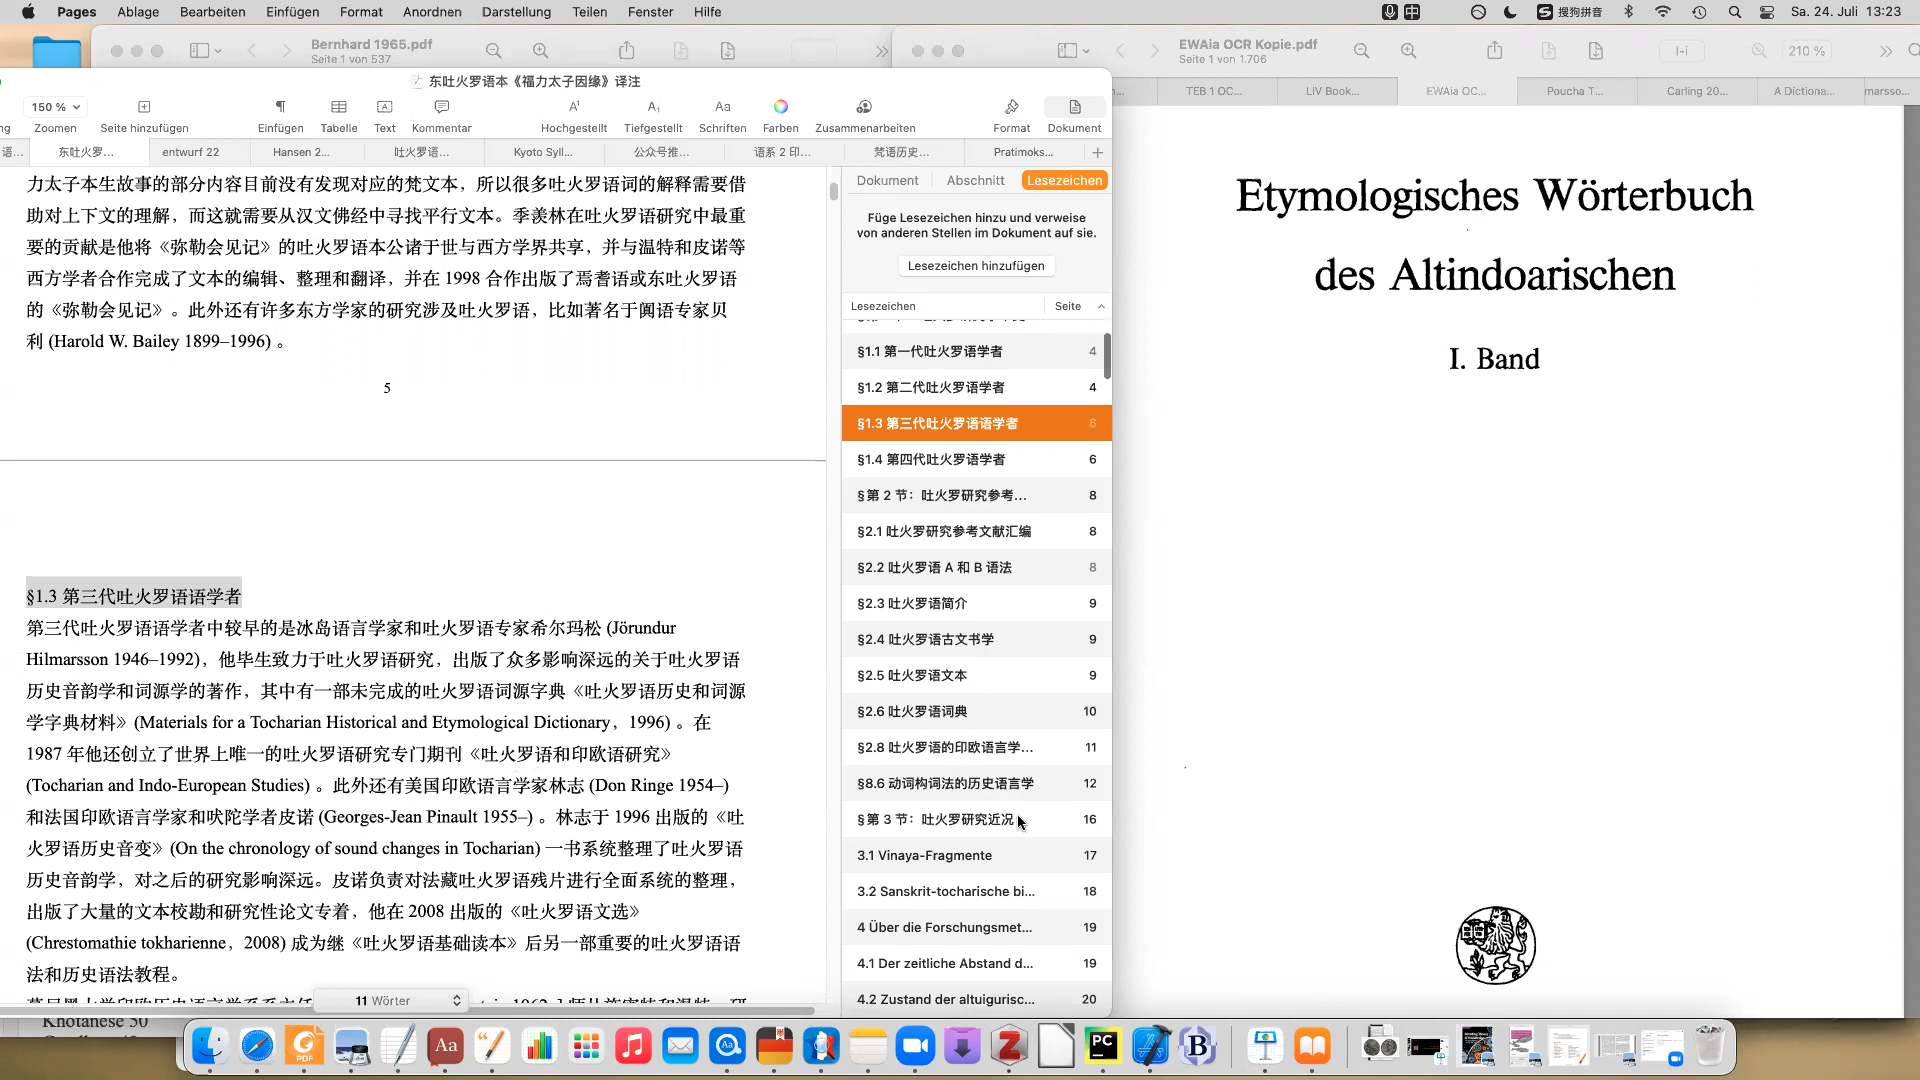 Pages Ablage Bearbeiten Einfügen Format Anordnen Darstellung Teilen Fenster Hilfe
搜狗拼音 Sa. 24. Juli 13:23
Bernhard 1965.pdf
Seite 1 von 537
EWAia OCR Kopie.pdf
Seite 1 von 1.706
210 %
东吐火罗语本《福力太子因缘》译注
150 %
Zoomen Seite hinzufügen Einfügen Tabelle Text Kommentar Hochgestellt Tiefgestellt Schriften Farben Zusammenarbeiten Format Dokument
TEB 1 OC... LIV Book... EWAia OC... Poucha T... Carling 20... A Dictiona... marsso...
语... 东吐火罗... entwurf 22 Hansen 2... 吐火罗语... Kyoto Syll... 公众号推... 语系 2 印... 梵语历史... Pratimoks...
力太子本生故事的部分内容目前没有发现对应的梵文本，所以很多吐火罗语词的解释需要借
助对上下文的理解，而这就需要从汉文佛经中寻找平行文本。季羡林在吐火罗语研究中最重
要的贡献是他将《弥勒会见记》的吐火罗语本公诸于世与西方学界共享，并与温特和皮诺等
西方学者合作完成了文本的编辑、整理和翻译，并在 1998 合作出版了焉耆语或东吐火罗语
的《弥勒会见记》。此外还有许多东方学家的研究涉及吐火罗语，比如著名于阗语专家贝
利 (Harold W. Bailey 1899–1996) 。
5
§1.3 第三代吐火罗语语学者
第三代吐火罗语语学者中较早的是冰岛语言学家和吐火罗语专家希尔玛松 (Jörundur
Hilmarsson 1946–1992)，他毕生致力于吐火罗语研究，出版了众多影响深远的关于吐火罗语
历史音韵学和词源学的著作，其中有一部未完成的吐火罗语词源字典《吐火罗语历史和词源
学字典材料》(Materials for a Tocharian Historical and Etymological Dictionary，1996) 。在
1987 年他还创立了世界上唯一的吐火罗语研究专门期刊《吐火罗语和印欧语研究》
(Tocharian and Indo-European Studies) 。此外还有美国印欧语言学家林志 (Don Ringe 1954–)
和法国印欧语言学家和吠陀学者皮诺 (Georges-Jean Pinault 1955–) 。林志于 1996 出版的《吐
火罗语历史音变》(On the chronology of sound changes in Tocharian) 一书系统整理了吐火罗语
历史音韵学，对之后的研究影响深远。皮诺负责对法藏吐火罗语残片进行全面系统的整理，
出版了大量的文本校勘和研究性论文专着，他在 2008 出版的《吐火罗语文选》
(Chrestomathie tokharienne，2008) 成为继《吐火罗语基础读本》后另一部重要的吐火罗语语
法和历史语法教程。
11 Wörter
Khotanese 50
Dokument Abschnitt Lesezeichen
Füge Lesezeichen hinzu und verweise
von anderen Stellen im Dokument auf sie.
Lesezeichen hinzufügen
Lesezeichen Seite
§1.1 第一代吐火罗语学者 4
§1.2 第二代吐火罗语学者 4
§1.3 第三代吐火罗语语学者 6
§1.4 第四代吐火罗语学者 6
§第 2 节：吐火罗研究参考... 8
§2.1 吐火罗研究参考文献汇编 8
§2.2 吐火罗语 A 和 B 语法 8
§2.3 吐火罗语简介 9
§2.4 吐火罗语古文书学 9
§2.5 吐火罗语文本 9
§2.6 吐火罗语词典 10
§2.8 吐火罗语的印欧语言学... 11
§8.6 动词构词法的历史语言学 12
§第 3 节：吐火罗研究近况 16
3.1 Vinaya-Fragmente 17
3.2 Sanskrit-tocharische bi... 18
4 Über die Forschungsmet... 19
4.1 Der zeitliche Abstand d... 19
4.2 Zustand der altuigurisc... 20
Etymologisches Wörterbuch
des Altindoarischen
I. Band